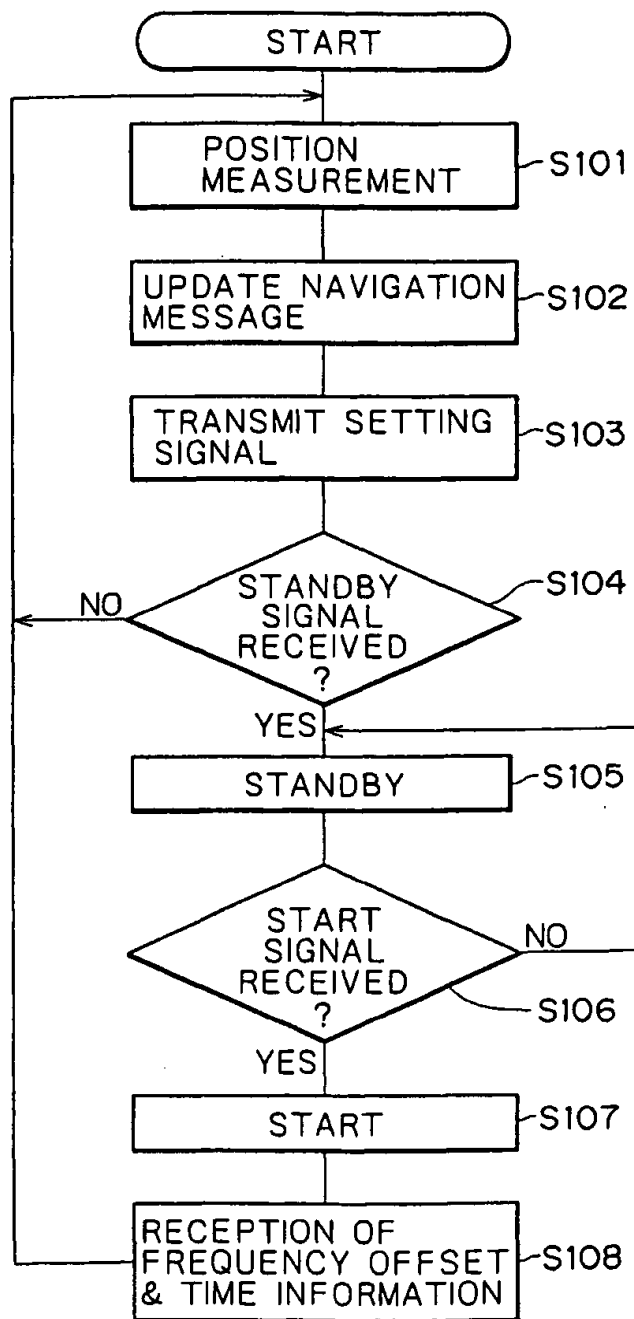 START
POSITION
MEASUREMENT
S101
UPDATE NAVIGATION
MESSAGE
S102
TRANSMIT SETTING
SIGNAL
S103
STANDBY
SIGNAL
RECEIVED
?
S104
NO
YES
STANDBY
S105
START
SIGNAL
RECEIVED
?
NO
S106
YES
START
S107
RECEPTION OF
FREQUENCY OFFSET
& TIME INFORMATION
S108